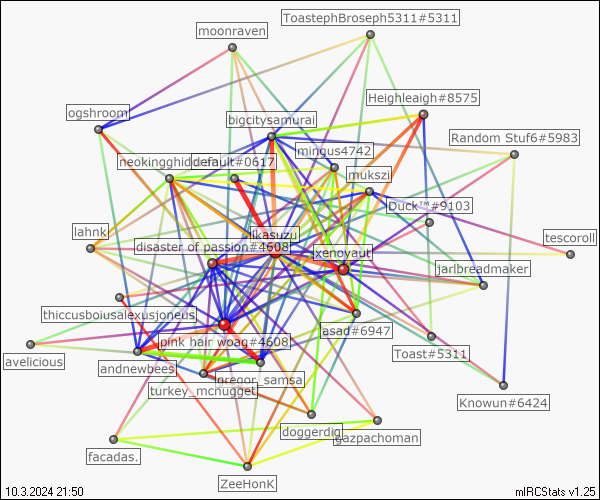 ToastephBroseph5311#5311
moonraven
Heighleaigh#8575
ogshroom
bigcitysamurai
Random Stuf6#5983
mingus4742
neokingghidde
default#0617
mukszi
Duck™#9103
lahnk
ikasuzu
disaster of passion#4608
xenoyaut
tescoroll
jarlbreadmaker
thiccusboiusalexusjoneus
asad#6947
pink hair woag#4608
Toast#5311
avelicious
andnewbees
gregor_samsa
turkey_mcnugget
Knowun#6424
doggerdig
gazpachoman
facadas.
ZeeHonK
10.3.2024 21:50
mIRCStats v1.25